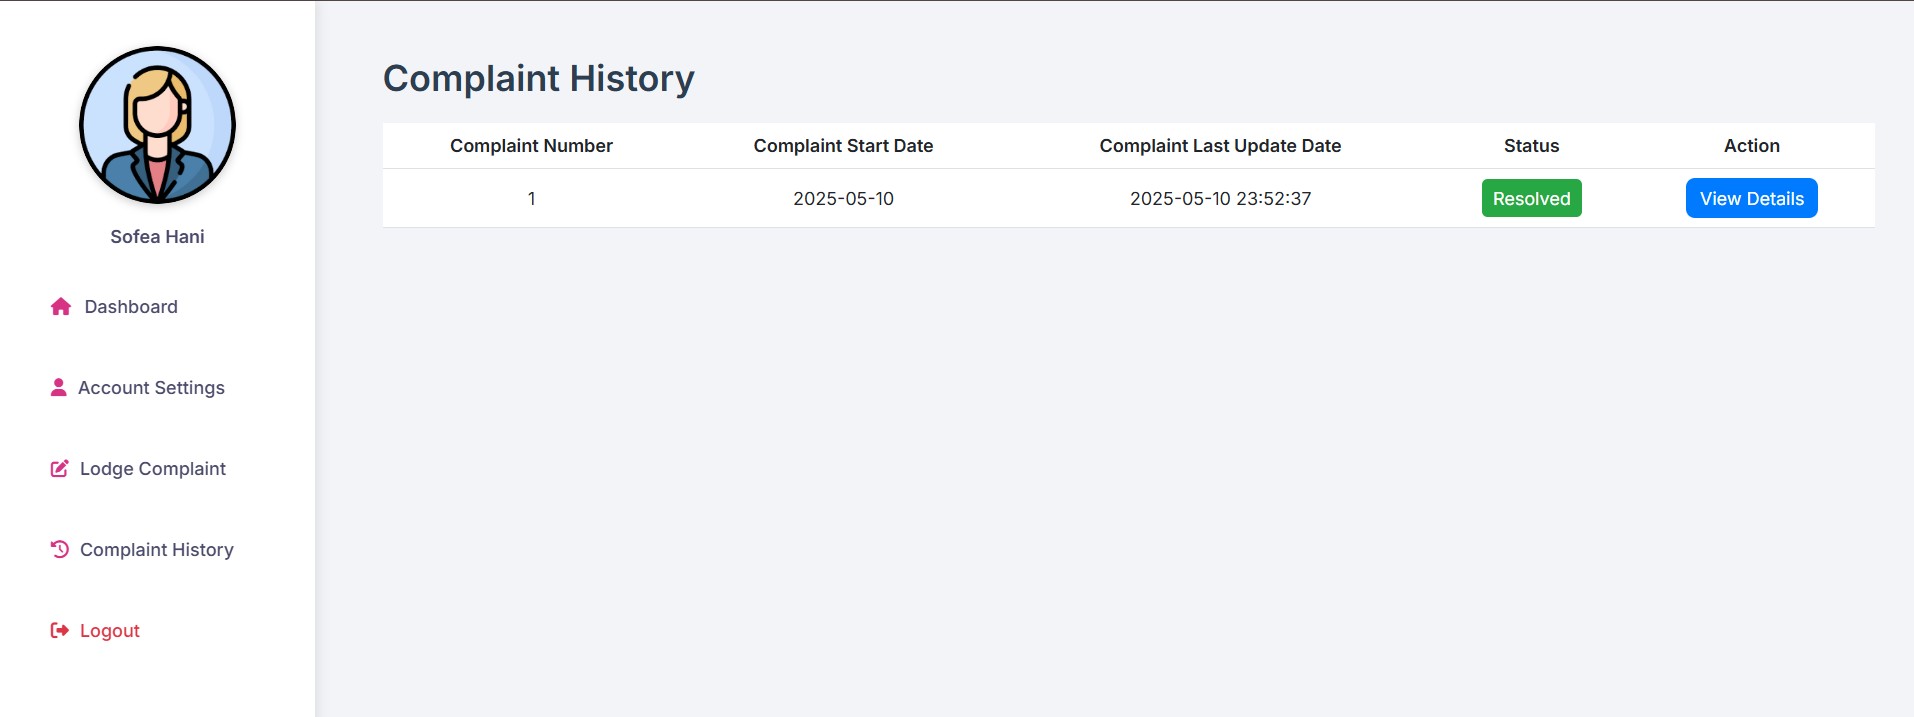 Sofea Hani
Dashboard
Account Settings
Lodge Complaint
Complaint History
Logout
Complaint History
Complaint Number Complaint Start Date Complaint Last Update Date Status Action
1 2025-05-10 2025-05-10 23:52:37 Resolved View Details